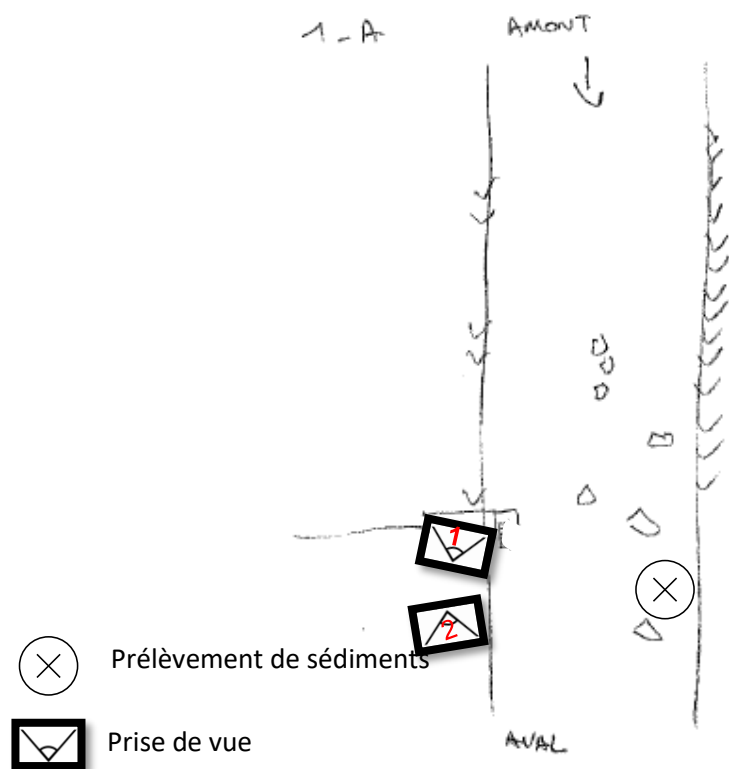 1-A
AMONT
1
2
Prélèvement de sédiments
Prise de vue
AVAL